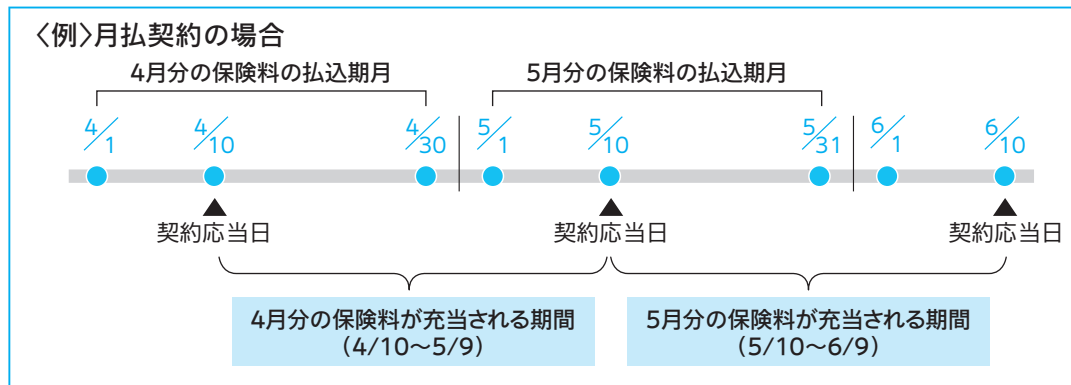 〈例〉月払契約の場合
4月分の保険料の払込期月
5月分の保険料の払込期月
4/1
4/10
4/30
5/1
5/10
5/31
6/1
6/10
契約応当日
契約応当日
契約応当日
4月分の保険料が充当される期間
(4/10～5/9)
5月分の保険料が充当される期間
(5/10～6/9)